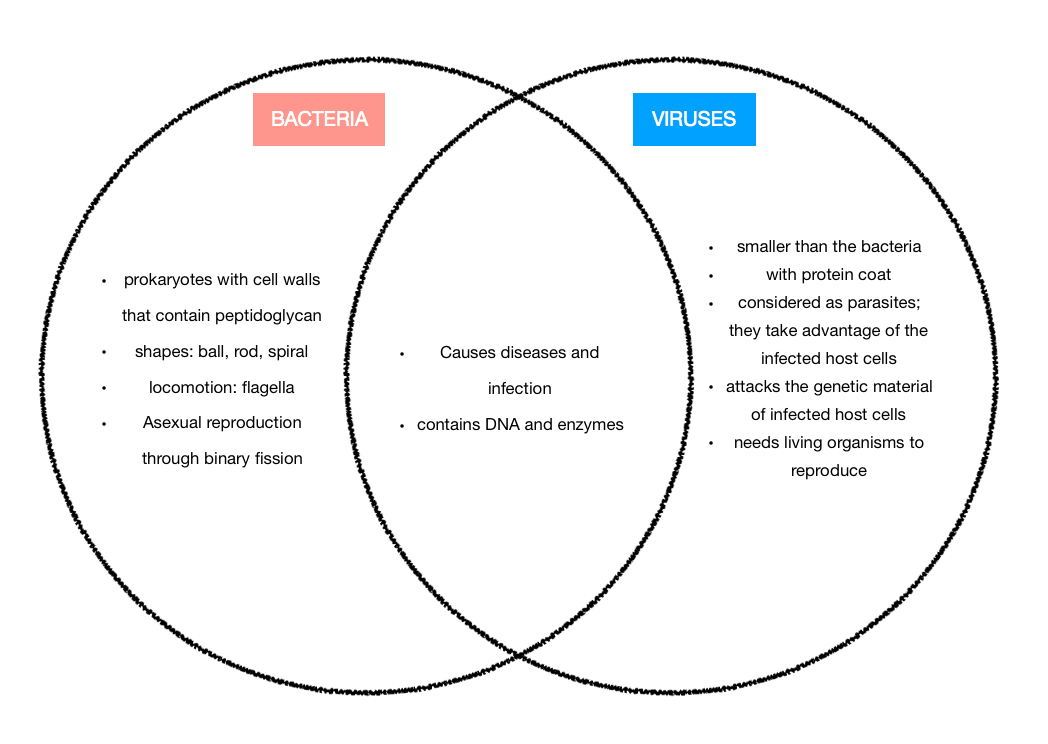 BACTERIA
• prokaryotes with cell walls
that contain peptidoglycan
• shapes: ball, rod, spiral
• locomotion: flagella
• Asexual reproduction
through binary fission
• Causes diseases and
infection
• contains DNA and enzymes
VIRUSES
• smaller than the bacteria
• with protein coat
• considered as parasites;
they take advantage of the
infected host cells
• attacks the genetic material
of infected host cells
• needs living organisms to
reproduce